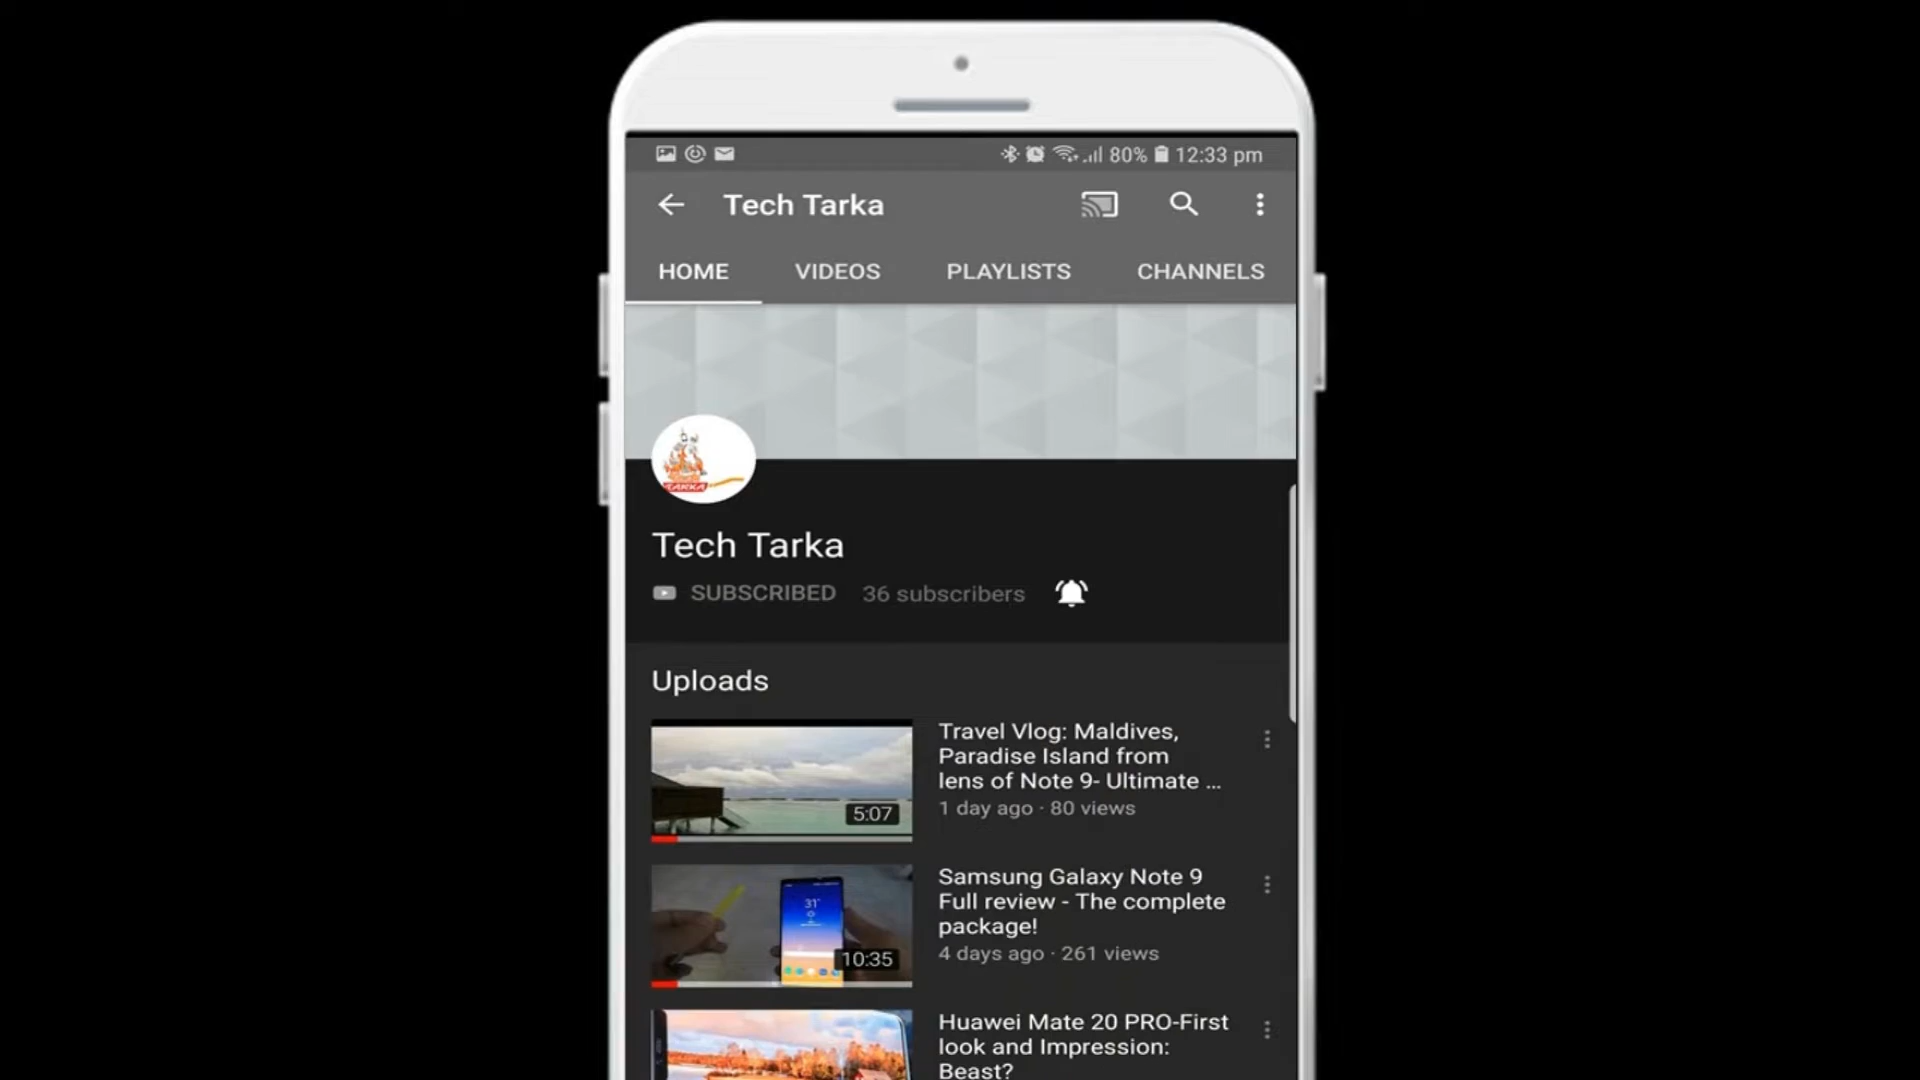 80% 12:33 pm
Tech Tarka
HOME VIDEOS PLAYLISTS CHANNELS
TARKA
Tech Tarka
SUBSCRIBED 36 subscribers
Uploads
Travel Vlog: Maldives,
Paradise Island from
lens of Note 9- Ultimate ...
1 day ago · 80 views
5:07
Samsung Galaxy Note 9
Full review - The complete
package!
4 days ago · 261 views
31°
10:35
Huawei Mate 20 PRO-First
look and Impression:
Beast?